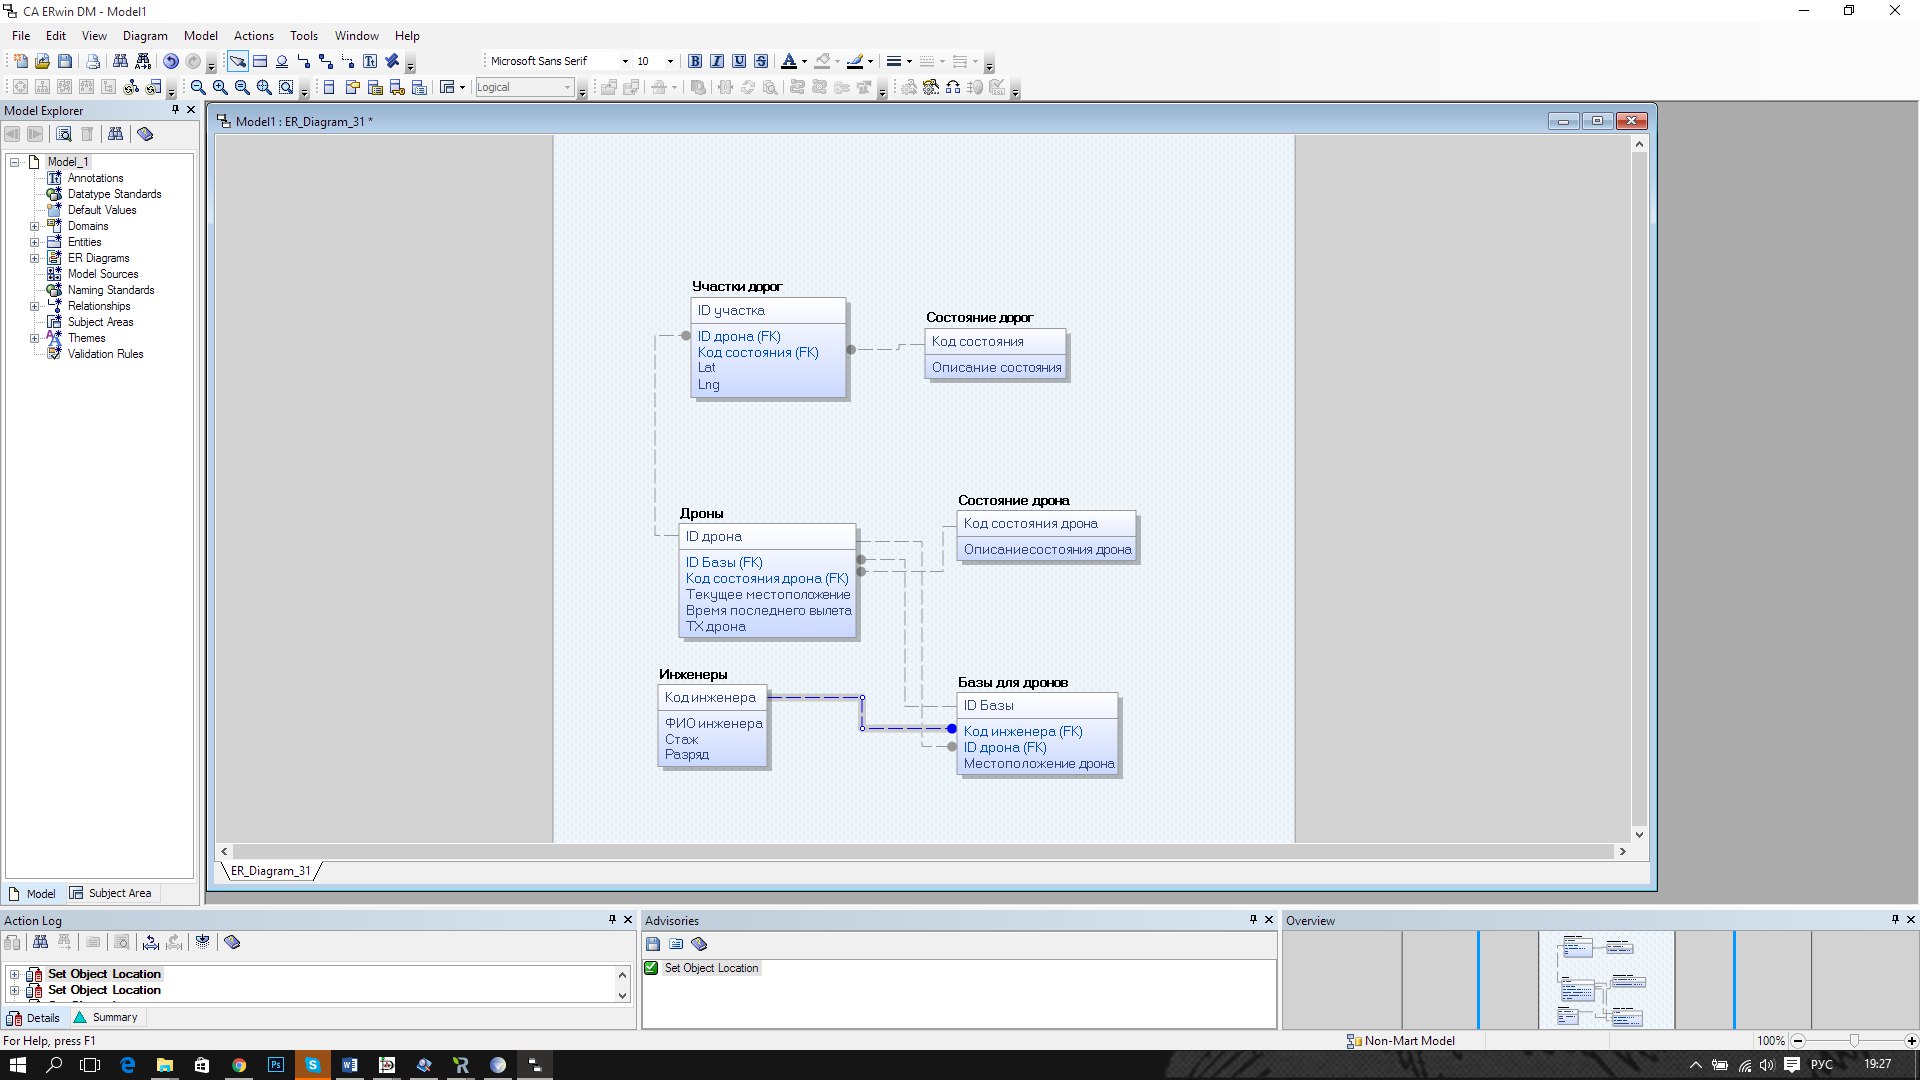 CA ERwin DM - Model1
File Edit View Diagram Model Actions Tools Window Help
Microsoft Sans Serif 10 B I U S A
Logical
Model Explorer
Model1 : ER_Diagram_31 *
Model_1
Annotations
Datatype Standards
Default Values
Domains
Entities
ER Diagrams
Model Sources
Naming Standards
Relationships
Subject Areas
Themes
Validation Rules
Участки дорог
ID участка
ID дрона (FK)
Код состояния (FK)
Lat
Lng
Состояние дорог
Код состояния
Описание состояния
Дроны
ID дрона
ID Базы (FK)
Код состояния дрона (FK)
Текущее местоположение
Время последнего вылета
ТХ дрона
Состояние дрона
Код состояния дрона
Описаниесостояния дрона
Инженеры
Код инженера
ФИО инженера
Стаж
Разряд
Базы для дронов
ID Базы
Код инженера (FK)
ID дрона (FK)
Местоположение дрона
ER_Diagram_31
Model Subject Area
Action Log
Set Object Location
Set Object Location
Details Summary
Advisories
Set Object Location
Overview
For Help, press F1
Non-Mart Model
100%
РУС
19:27